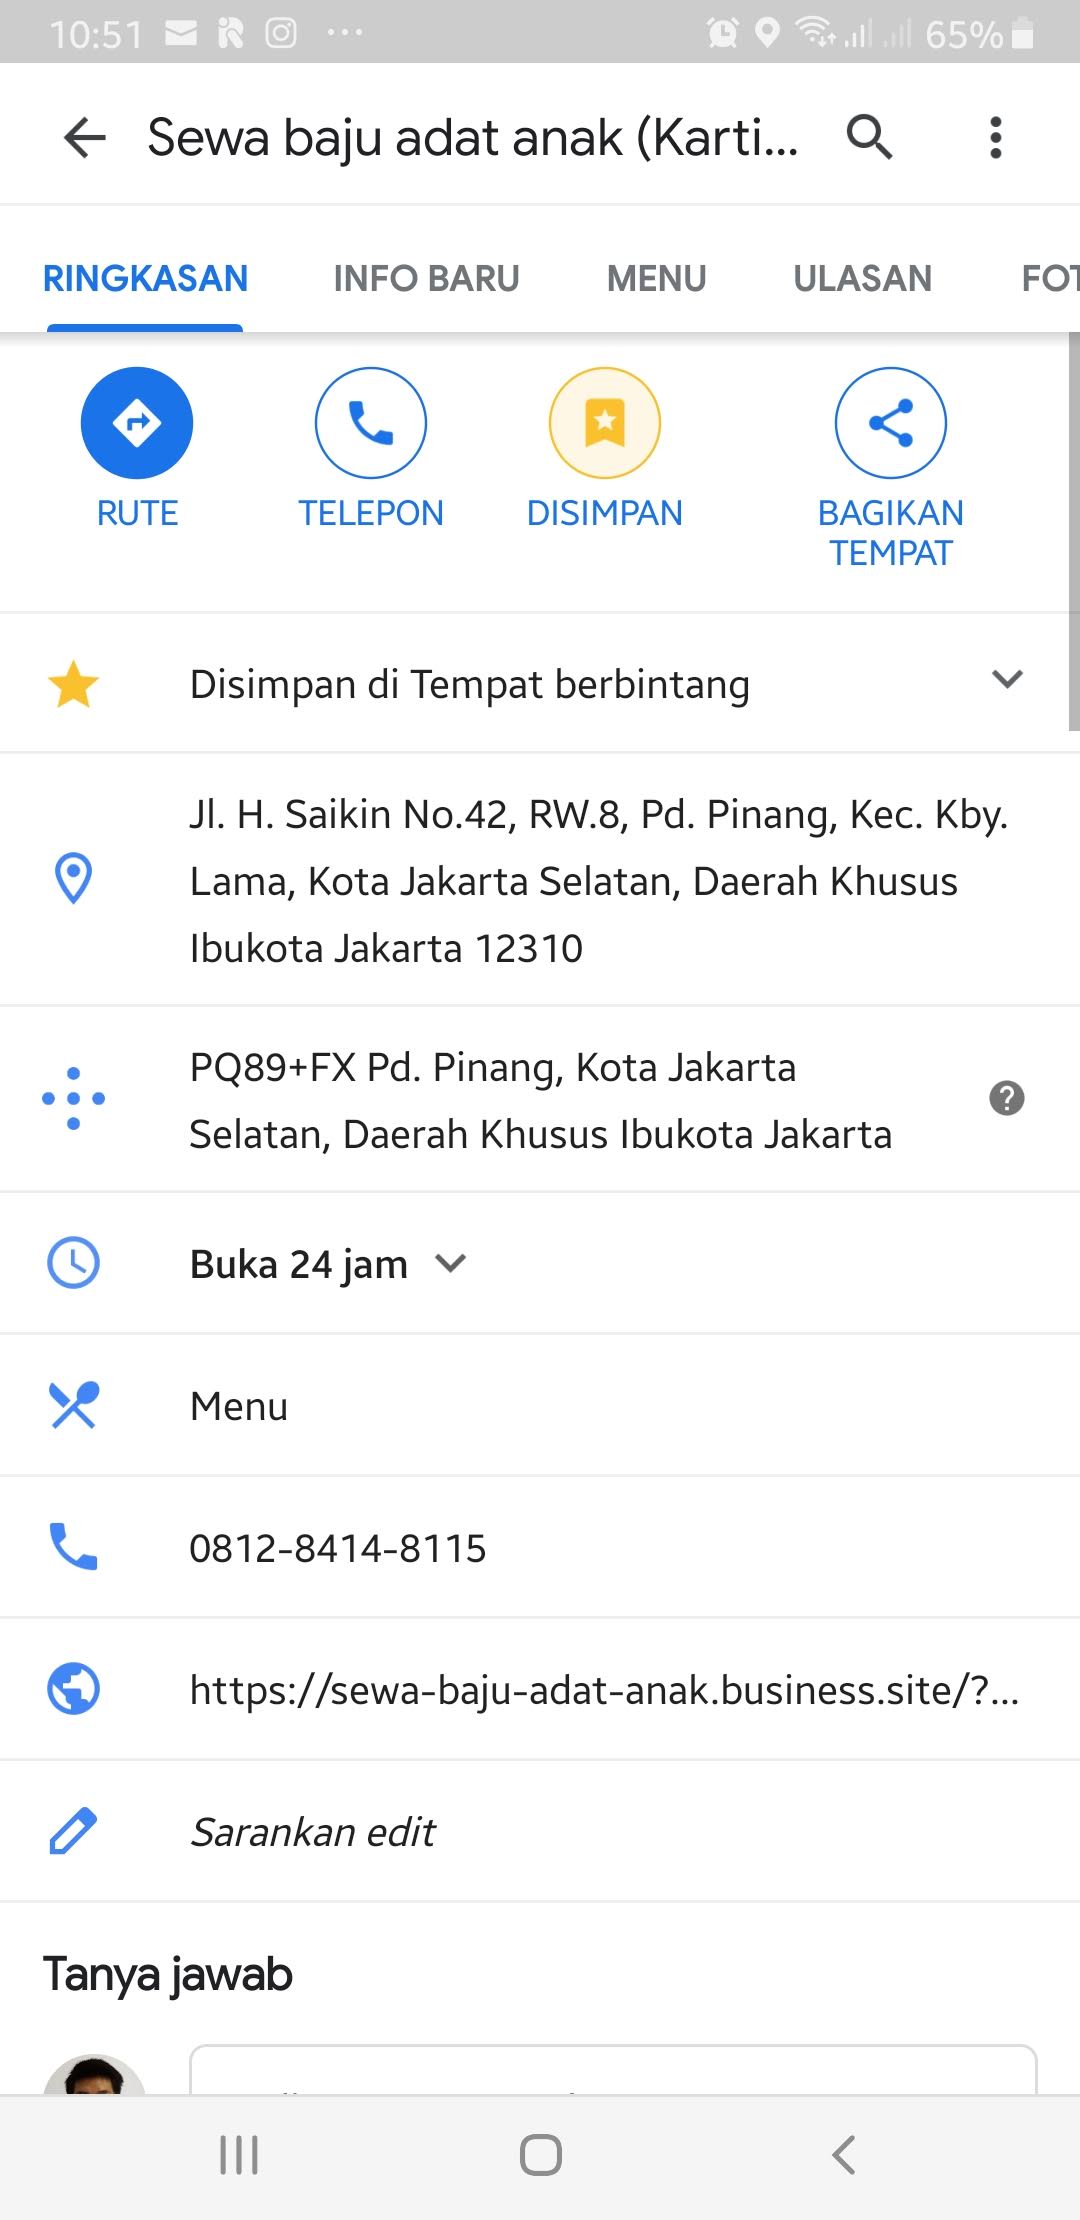 10:51
65%
Sewa baju adat anak (Karti...
RINGKASAN
INFO BARU
MENU
ULASAN
FOT
RUTE
TELEPON
DISIMPAN
BAGIKAN
TEMPAT
Disimpan di Tempat berbintang
Jl. H. Saikin No.42, RW.8, Pd. Pinang, Kec. Kby.
Lama, Kota Jakarta Selatan, Daerah Khusus
Ibukota Jakarta 12310
PQ89+FX Pd. Pinang, Kota Jakarta
Selatan, Daerah Khusus Ibukota Jakarta
Buka 24 jam
Menu
0812-8414-8115
https://sewa-baju-adat-anak.business.site/?...
Sarankan edit
Tanya jawab